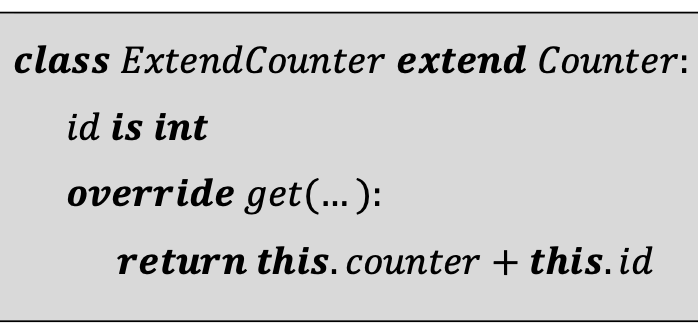 class ExtendCounter extend Counter:
id is int
override get(...):
return this.counter + this.id